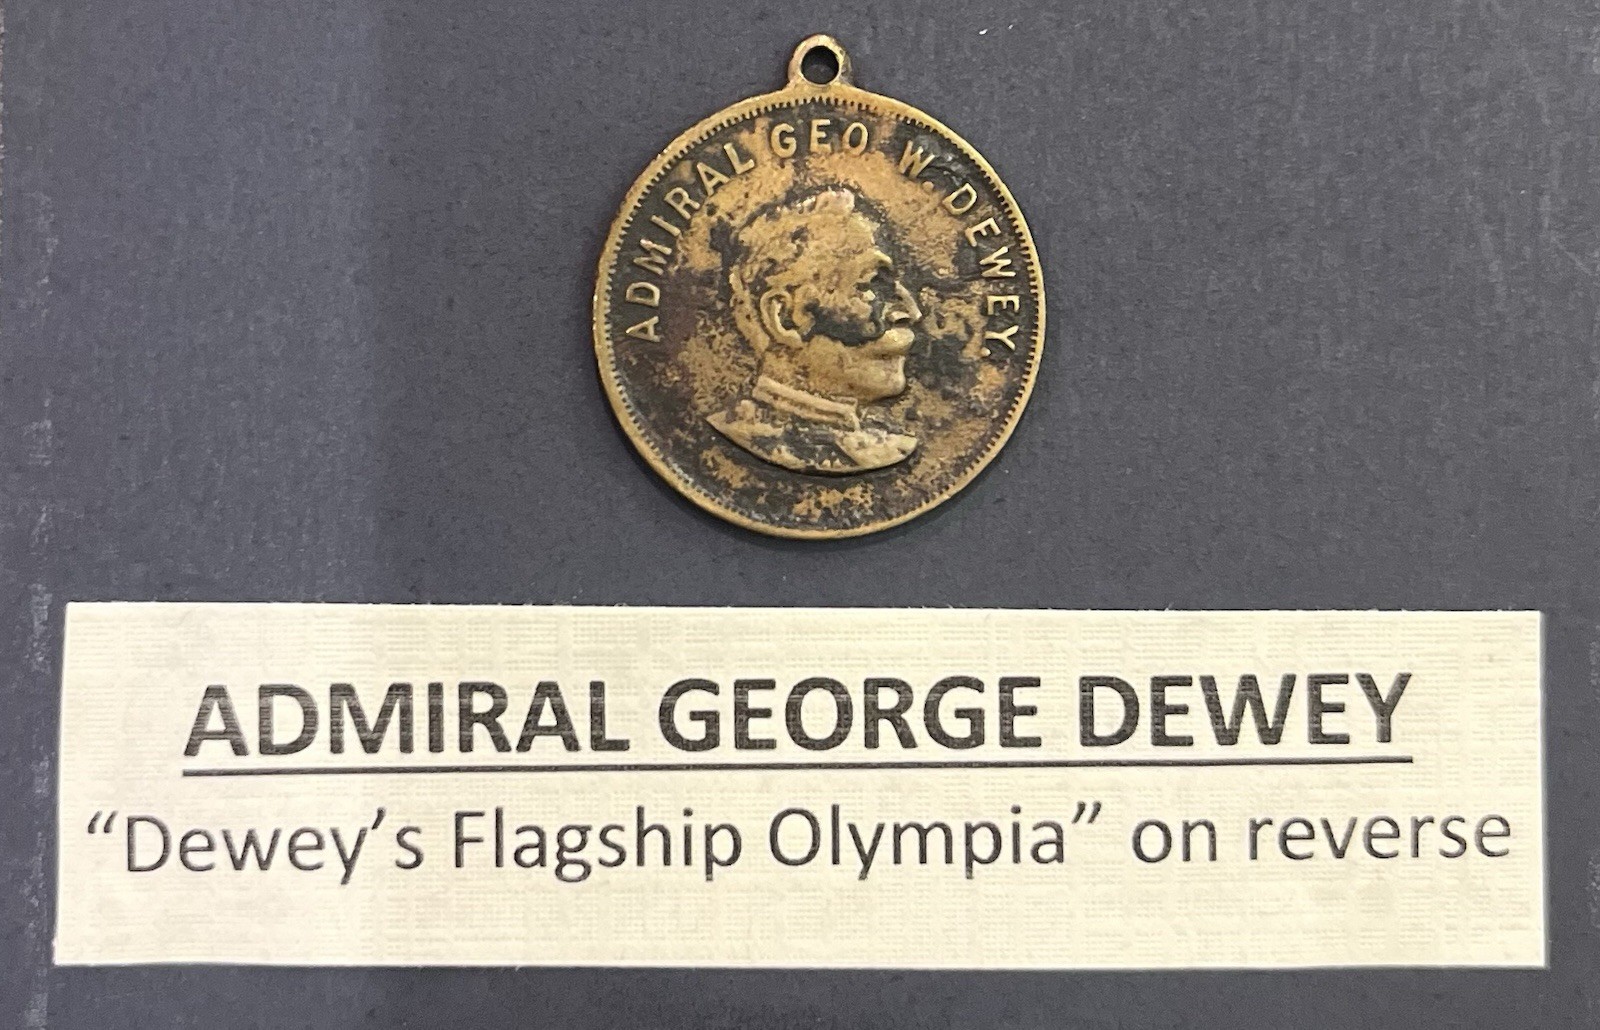 ADMIRAL GEO W. DEWEY.
ADMIRAL GEORGE DEWEY
“Dewey’s Flagship Olympia” on reverse